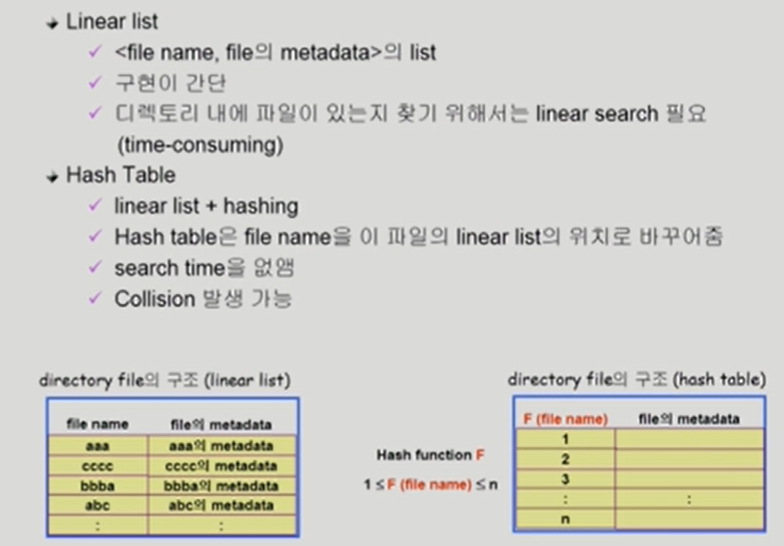 Linear list
<file name, file의 metadata>의 list
구현이 간단
디렉토리 내에 파일이 있는지 찾기 위해서는 linear search 필요
(time-consuming)
Hash Table
linear list + hashing
Hash table은 file name을 이 파일의 linear list의 위치로 바꾸어줌
search time을 없앰
Collision 발생 가능
directory file의 구조 (linear list)
file name file의 metadata
aaa aaa의 metadata
cccc cccc의 metadata
bbba bbba의 metadata
abc abc의 metadata
: :
Hash function F
1 ≤ F (file name) ≤ n
directory file의 구조 (hash table)
F (file name) file의 metadata
1
2
3
: :
n